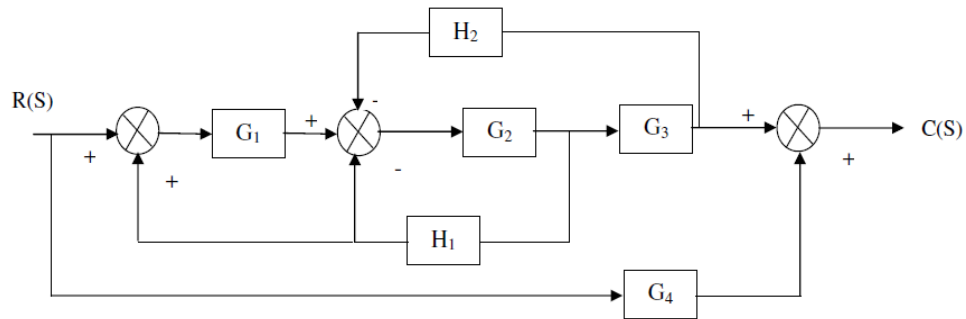 H₂
R(S)
-
G₁
+
G₂
G₃
+
C(S)
+
+
-
+
H₁
G₄